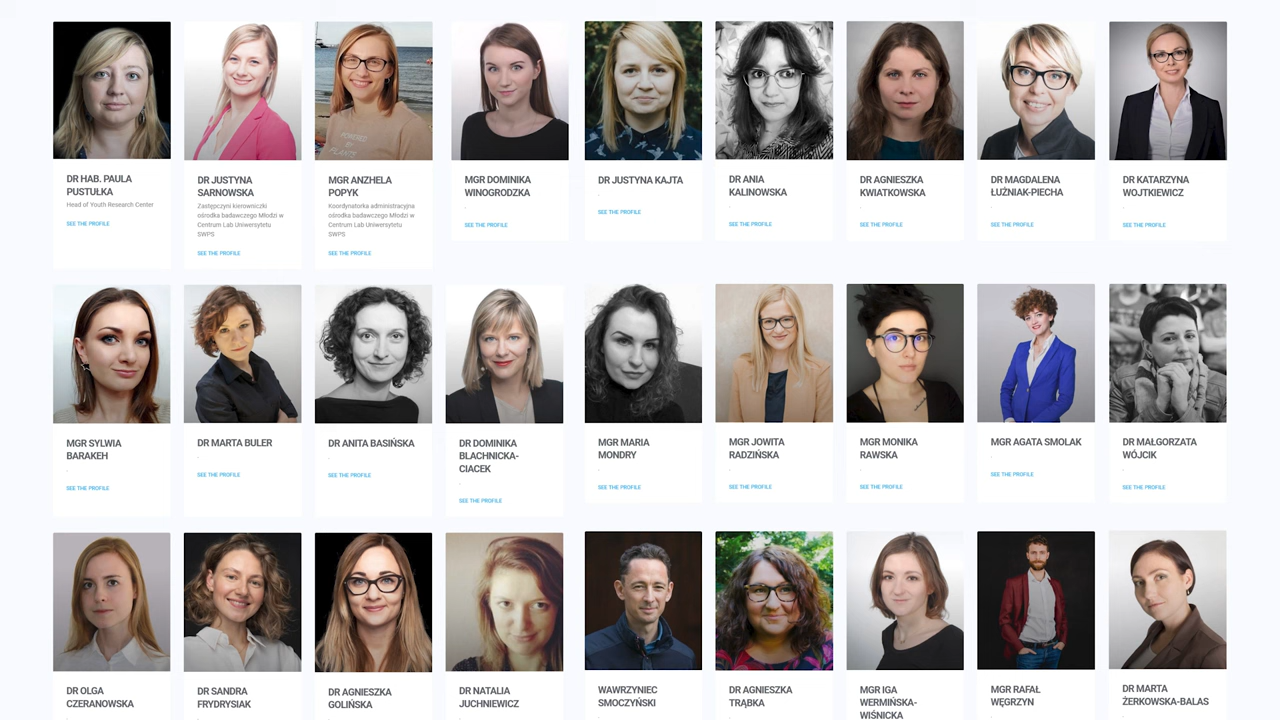 DR HAB. PAULA
PUSTUŁKA
Head of Youth Research Center
SEE THE PROFILE
DR JUSTYNA
SARNOWSKA
Zastępczyni kierowniczki
ośrodka badawczego Młodzi w
Centrum Lab Uniwersytetu
SWPS
SEE THE PROFILE
MGR ANZHELA
POPYK
Koordynatorka administracyjna
ośrodka badawczego Młodzi w
Centrum Lab Uniwersytetu
SWPS
SEE THE PROFILE
POWERED
BY
PLANTS
MGR DOMINIKA
WINOGRODZKA
SEE THE PROFILE
DR JUSTYNA KAJTA
SEE THE PROFILE
DR ANIA
KALINOWSKA
SEE THE PROFILE
DR AGNIESZKA
KWIATKOWSKA
SEE THE PROFILE
DR MAGDALENA
ŁUŹNIAK-PIECHA
SEE THE PROFILE
DR KATARZYNA
WOJTKIEWICZ
SEE THE PROFILE
MGR SYLWIA
BARAKEH
SEE THE PROFILE
DR MARTA BULER
SEE THE PROFILE
DR ANITA BASIŃSKA
SEE THE PROFILE
DR DOMINIKA
BLACHNICKA-
CIACEK
SEE THE PROFILE
MGR MARIA
MONDRY
SEE THE PROFILE
MGR JOWITA
RADZIŃSKA
SEE THE PROFILE
MGR MONIKA
RAWSKA
SEE THE PROFILE
MGR AGATA SMOLAK
SEE THE PROFILE
DR MAŁGORZATA
WÓJCIK
SEE THE PROFILE
DR OLGA
CZERANOWSKA
DR SANDRA
FRYDRYSIAK
DR AGNIESZKA
GOLIŃSKA
DR NATALIA
JUCHNIEWICZ
WAWRZYNIEC
SMOCZYŃSKI
DR AGNIESZKA
TRĄBKA
MGR IGA
WERMIŃSKA-
WIŚNICKA
MGR RAFAŁ
WĘGRZYN
DR MARTA
ŻERKOWSKA-BALAS